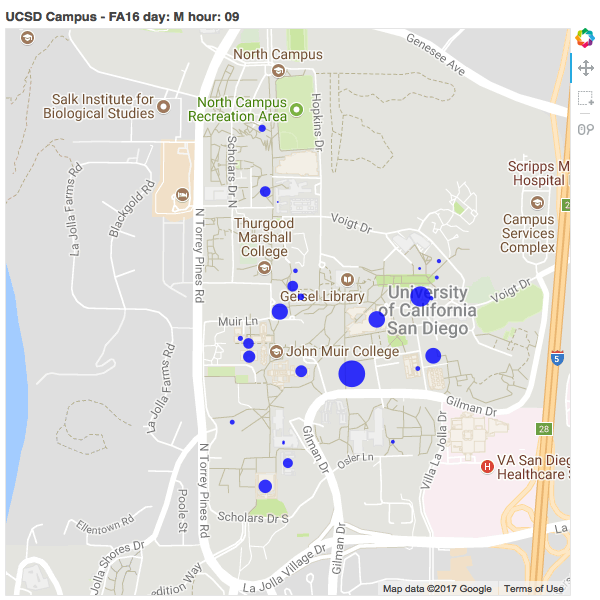 UCSD Campus - FA16 day: M hour: 09
Genesee Ave
North Campus
Salk Institute for
Biological Studies
North Campus
Recreation Area
Hopkins Dr
Scholars Dr N
La Jolla Farms Rd
Blackgold Rd
Scripps M
Hospital
2
Campus
Services
Complex
N Torrey Pines Rd
Voigt Dr
Thurgood
Marshall
College
Geisel Library
University
of California
San Diego
Voigt Dr
Muir Ln
John Muir College
5
La Jolla Farms Rd
Gilman Dr
28
N Torrey Pines Rd
Gilman Dr
Osler Ln
Villa La Jolla Dr
H
VA San Dieg
Healthcare
Poole St
Ellentown Rd
Scholars Dr S
La
La Jolla Shores Dr
Gilman Dr
La Jolla Village Dr
edition Way
Map data ©2017 Google
Terms of Use